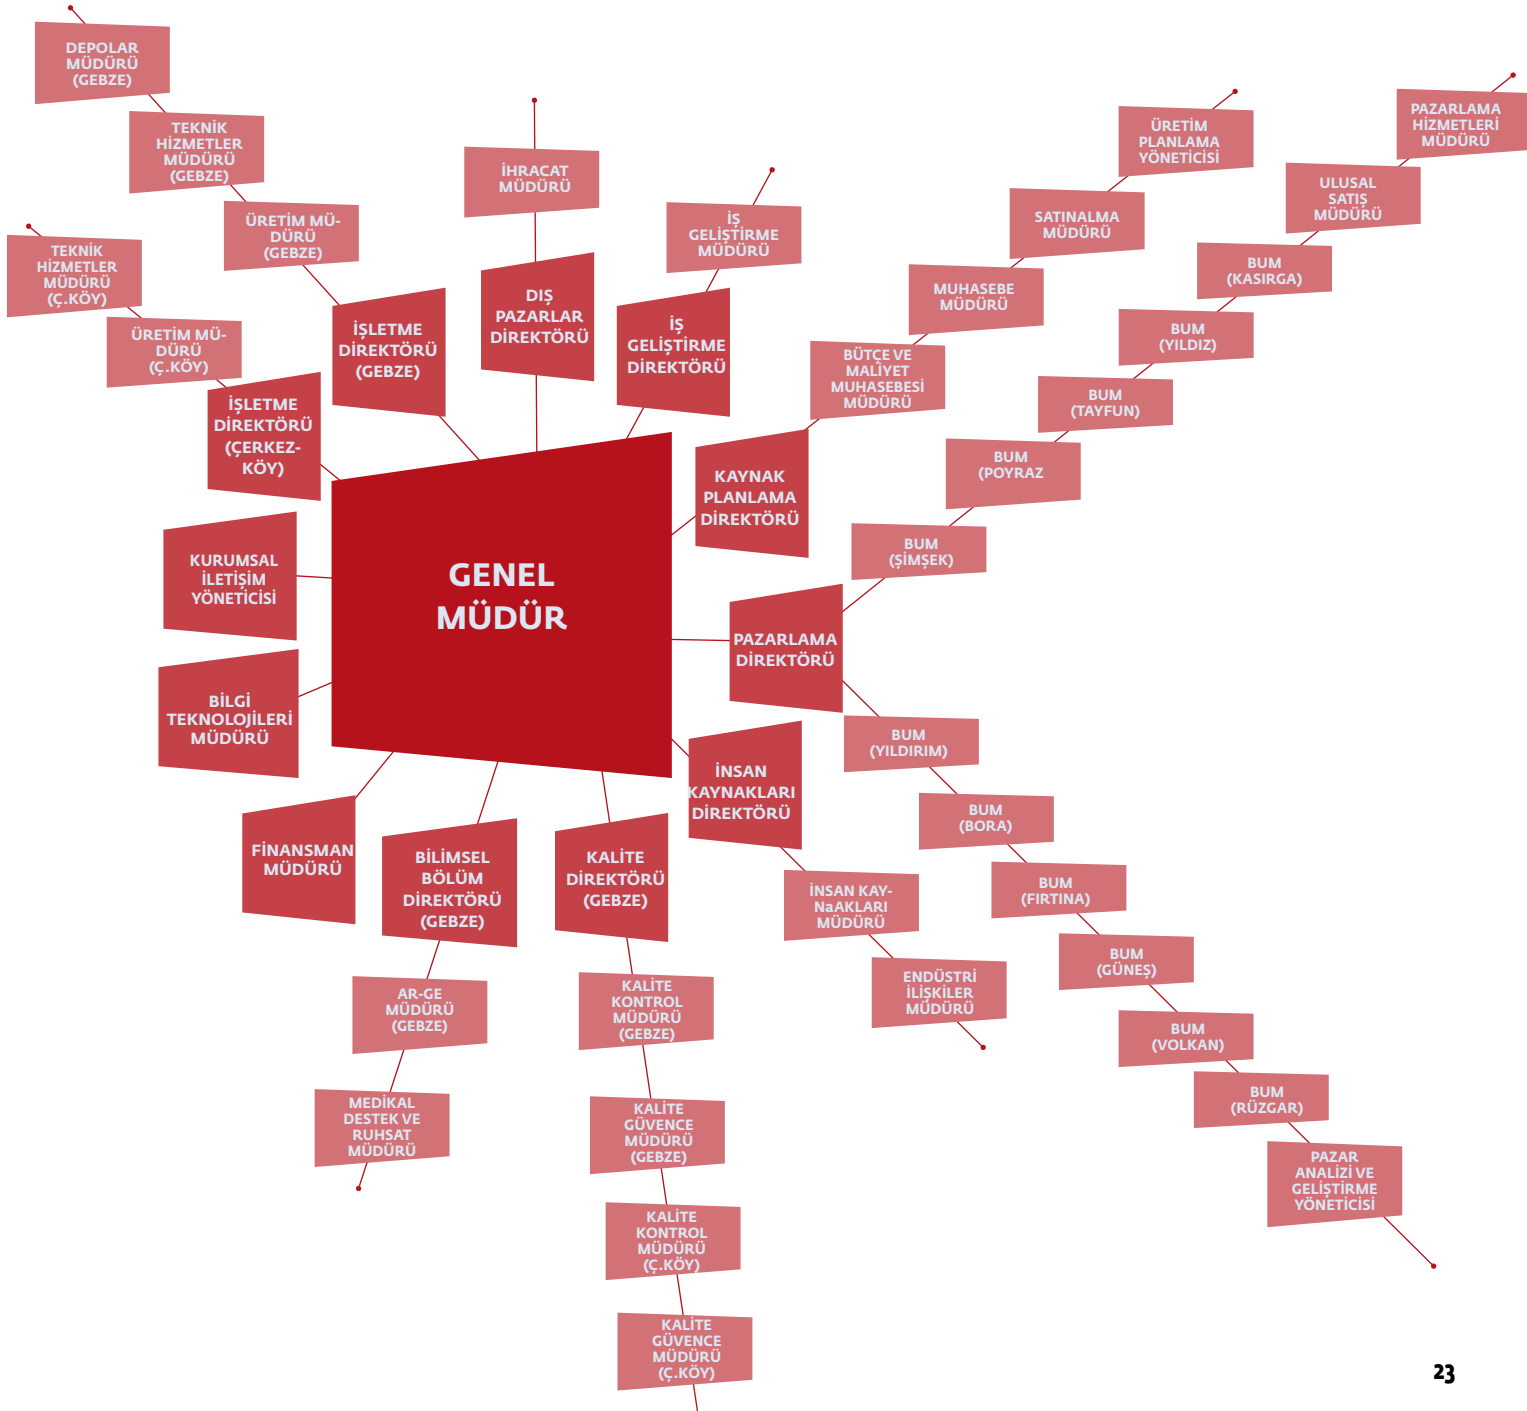 DEPOLAR
MÜDÜRÜ
(GEBZE)
TEKNİK
HİZMETLER
MÜDÜRÜ
(GEBZE)
ÜRETİM MÜ-
DÜRÜ
(GEBZE)
İŞLETME
DİREKTÖRÜ
(GEBZE)
TEKNİK
HİZMETLER
MÜDÜRÜ
(Ç.KÖY)
ÜRETİM MÜ-
DÜRÜ
(Ç.KÖY)
İŞLETME
DİREKTÖRÜ
(ÇERKEZ-
KÖY)
İHRACAT
MÜDÜRÜ
DIŞ
PAZARLAR
DİREKTÖRÜ
İŞ
GELİŞTİRME
MÜDÜRÜ
İŞ
GELİŞTİRME
DİREKTÖRÜ
ÜRETİM
PLANLAMA
YÖNETİCİSİ
SATINALMA
MÜDÜRÜ
MUHASEBE
MÜDÜRÜ
BÜTÇE VE
MALİYET
MUHASEBESİ
MÜDÜRÜ
KAYNAK
PLANLAMA
DİREKTÖRÜ
PAZARLAMA
HİZMETLERİ
MÜDÜRÜ
ULUSAL
SATIŞ
MÜDÜRÜ
BUM
(KASIRGA)
BUM
(YILDIZ)
BUM
(TAYFUN)
BUM
(POYRAZ
BUM
(ŞİMŞEK)
PAZARLAMA
DİREKTÖRÜ
GENEL
MÜDÜR
KURUMSAL
İLETİŞİM
YÖNETİCİSİ
BİLGİ
TEKNOLOJİLERİ
MÜDÜRÜ
FİNANSMAN
MÜDÜRÜ
BİLİMSEL
BÖLÜM
DİREKTÖRÜ
(GEBZE)
AR-GE
MÜDÜRÜ
(GEBZE)
MEDİKAL
DESTEK VE
RUHSAT
MÜDÜRÜ
KALİTE
DİREKTÖRÜ
(GEBZE)
KALİTE
KONTROL
MÜDÜRÜ
(GEBZE)
KALİTE
GÜVENCE
MÜDÜRÜ
(GEBZE)
KALİTE
KONTROL
MÜDÜRÜ
(Ç.KÖY)
KALİTE
GÜVENCE
MÜDÜRÜ
(Ç.KÖY)
İNSAN
KAYNAKLARI
DİREKTÖRÜ
İNSAN KAY-
NaAKLARI
MÜDÜRÜ
ENDÜSTRİ
İLİŞKİLER
MÜDÜRÜ
BUM
(YILDIRIM)
BUM
(BORA)
BUM
(FIRTINA)
BUM
(GÜNEŞ)
BUM
(VOLKAN)
BUM
(RÜZGAR)
PAZAR
ANALİZİ VE
GELİŞTİRME
YÖNETİCİSİ
23